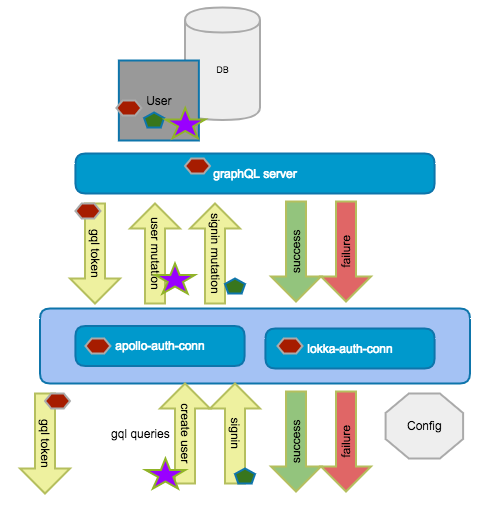 DB
User
graphQL server
gql token
user mutation
signin mutation
success
failure
apollo-auth-conn
lokka-auth-conn
gql token
gql queries
create user
signin
success
failure
Config